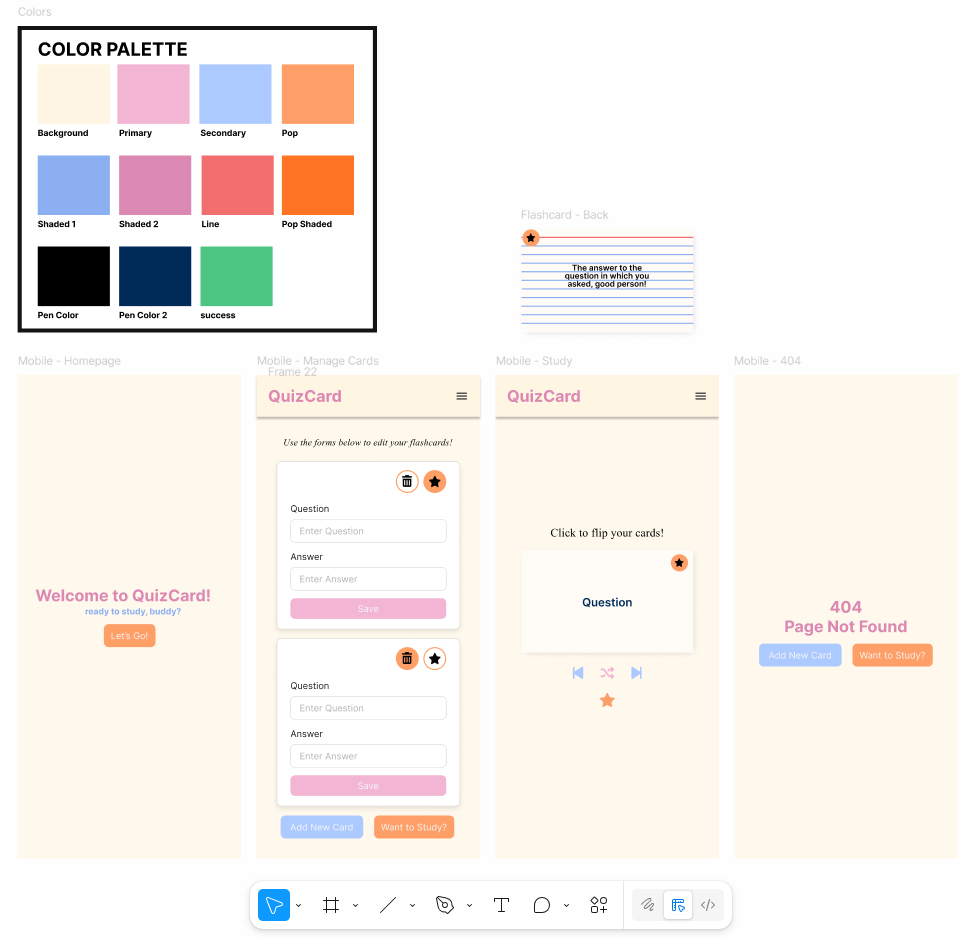 Colors
COLOR PALETTE
Background
Primary
Secondary
Pop
Shaded 1
Shaded 2
Line
Pop Shaded
Pen Color
Pen Color 2
success
Flashcard - Back
The answer to the
question in which you
asked, good person!
Mobile - Homepage
Welcome to QuizCard!
ready to study, buddy?
Let's Go!
Mobile - Manage Cards
Frame 22
QuizCard
Use the forms below to edit your flashcards!
Question
Enter Question
Answer
Enter Answer
Save
Question
Enter Question
Answer
Enter Answer
Save
Add New Card
Want to Study?
Mobile - Study
QuizCard
Click to flip your cards!
Question
Mobile - 404
404
Page Not Found
Add New Card
Want to Study?